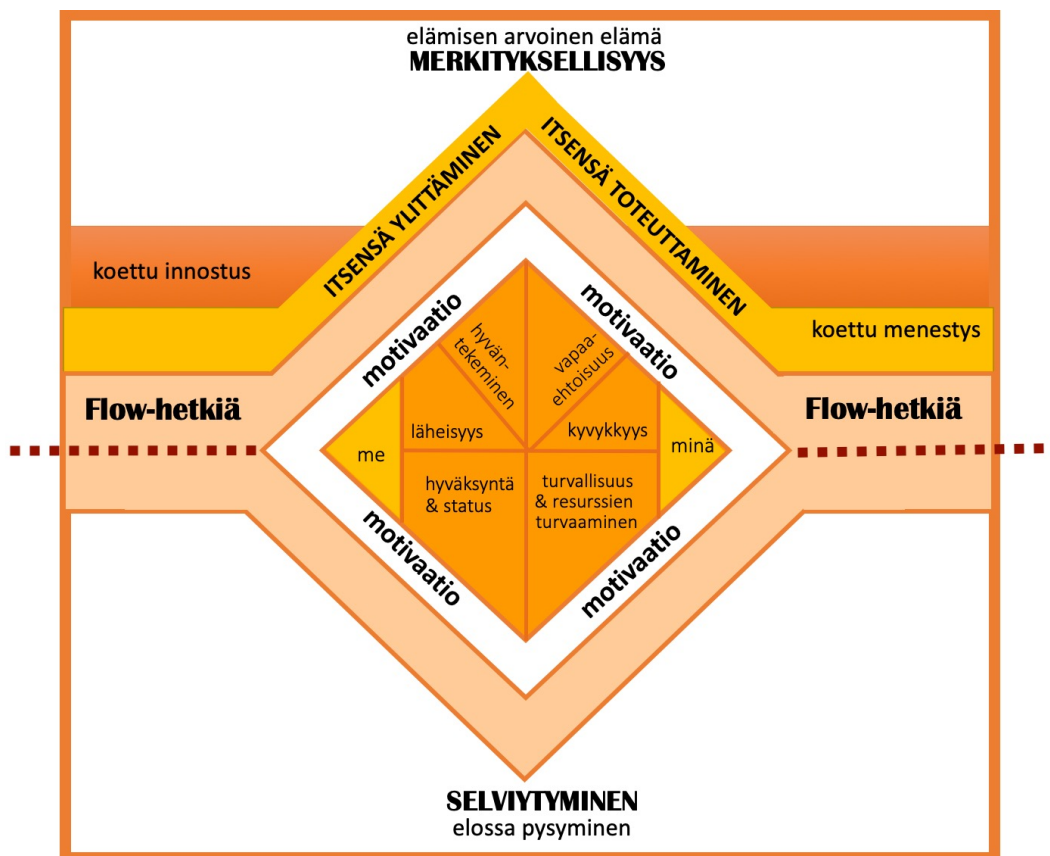 elämisen arvoinen elämä
MERKITYKSELLISYYS
ITSENSÄ YLITTÄMINEN
ITSENSÄ TOTEUTTAMINEN
koettu innostus
koettu menestys
motivaatio
motivaatio
hyvän-
tekeminen
vapaa-
ehtoisuus
Flow-hetkiä
Flow-hetkiä
läheisyys
kyvykkyys
me
minä
hyväksyntä
& status
turvallisuus
& resurssien
turvaaminen
motivaatio
motivaatio
SELVIYTYMINEN
elossa pysyminen